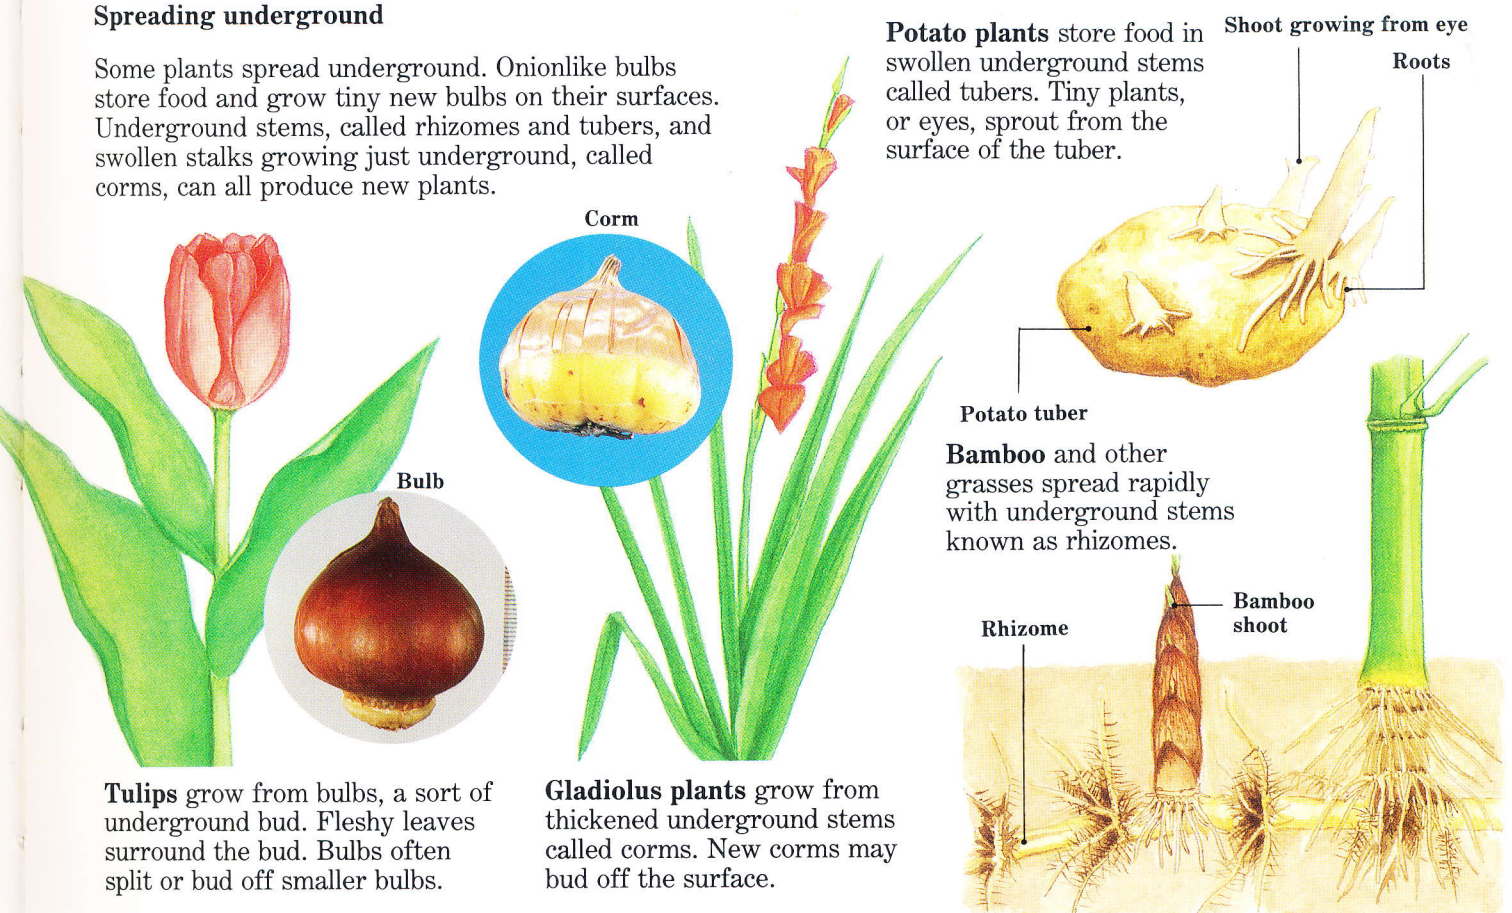 Spreading underground
Some plants spread underground. Onionlike bulbs
store food and grow tiny new bulbs on their surfaces.
Underground stems, called rhizomes and tubers, and
swollen stalks growing just underground, called
corms, can all produce new plants.
Corm
Bulb
Tulips grow from bulbs, a sort of
underground bud. Fleshy leaves
surround the bud. Bulbs often
split or bud off smaller bulbs.
Gladiolus plants grow from
thickened underground stems
called corms. New corms may
bud off the surface.
Potato plants store food in
swollen underground stems
called tubers. Tiny plants,
or eyes, sprout from the
surface of the tuber.
Shoot growing from eye
Roots
Potato tuber
Bamboo and other
grasses spread rapidly
with underground stems
known as rhizomes.
Rhizome
Bamboo
shoot